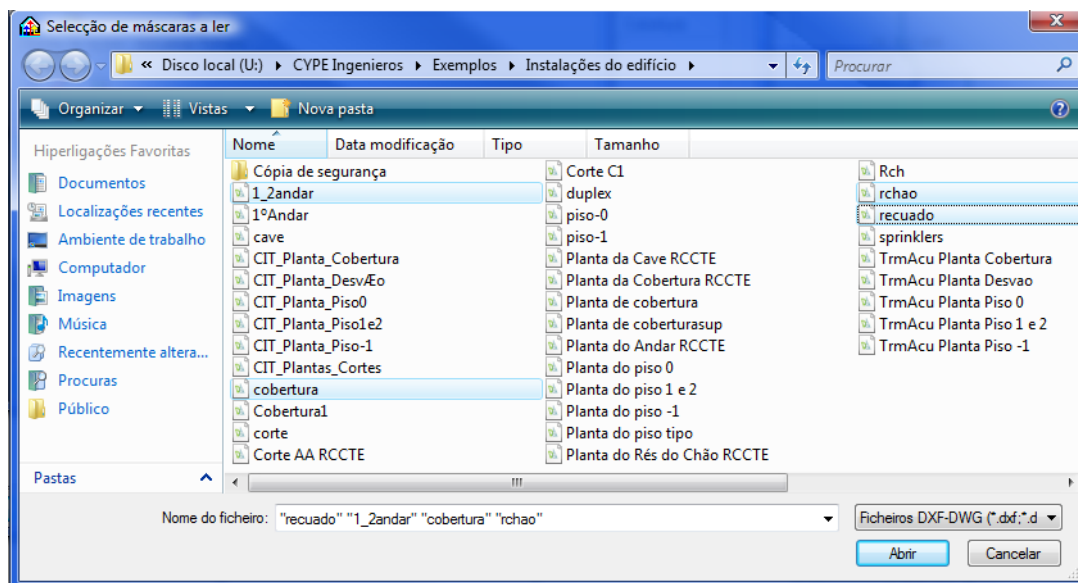 Selecção de máscaras a ler
« Disco local (U:) CYPE Ingenieros Exemplos Instalações do edifício
Procurar
Organizar Vistas Nova pasta
Hiperligações Favoritas
Documentos
Localizações recentes
Ambiente de trabalho
Computador
Imagens
Música
Recentemente altera...
Procuras
Público
Pastas
Nome Data modificação Tipo Tamanho
Cópia de segurança
1_2andar
1ºAndar
cave
CIT_Planta_Cobertura
CIT_Planta_DesvÆo
CIT_Planta_Piso0
CIT_Planta_Piso1e2
CIT_Planta_Piso-1
CIT_Plantas_Cortes
cobertura
Cobertura1
corte
Corte AA RCCTE
Corte C1
duplex
piso-0
piso-1
Planta da Cave RCCTE
Planta da Cobertura RCCTE
Planta de cobertura
Planta de coberturasup
Planta do Andar RCCTE
Planta do piso 0
Planta do piso 1 e 2
Planta do piso -1
Planta do piso tipo
Planta do Rés do Chão RCCTE
Rch
rchao
recuado
sprinklers
TrmAcu Planta Cobertura
TrmAcu Planta Desvao
TrmAcu Planta Piso 0
TrmAcu Planta Piso 1 e 2
TrmAcu Planta Piso -1
Nome do ficheiro: "recuado" "1_2andar" "cobertura" "rchao"
Ficheiros DXF-DWG (*.dxf;*.d
Abrir Cancelar